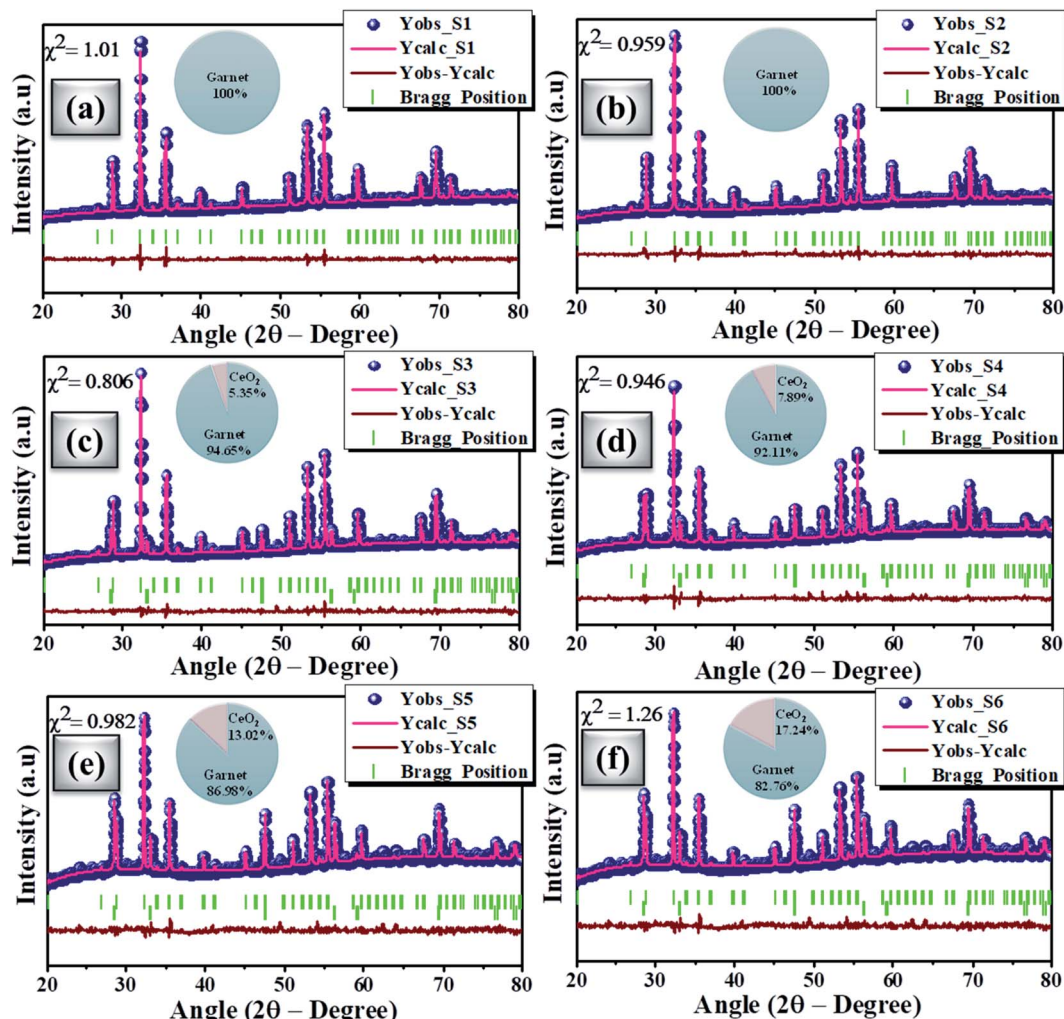 χ²= 1.01
(a)
Garnet
100%
Yobs_S1
Ycalc_S1
Yobs-Ycalc
Bragg_Position
Intensity (a.u)
20 30 40 50 60 70 80
Angle (2θ – Degree)
χ²= 0.959
(b)
Garnet
100%
Yobs_S2
Ycalc_S2
Yobs-Ycalc
Bragg_Position
Intensity (a.u)
20 30 40 50 60 70 80
Angle (2θ – Degree)
χ²= 0.806
(c)
CeO₂
5.35%
Garnet
94.65%
Yobs_S3
Ycalc_S3
Yobs-Ycalc
Bragg_Position
Intensity (a.u)
20 30 40 50 60 70 80
Angle (2θ – Degree)
χ²= 0.946
(d)
CeO₂
7.89%
Garnet
92.11%
Yobs_S4
Ycalc_S4
Yobs-Ycalc
Bragg_Position
Intensity (a.u)
20 30 40 50 60 70 80
Angle (2θ – Degree)
χ²= 0.982
(e)
CeO₂
13.02%
Garnet
86.98%
Yobs_S5
Ycalc_S5
Yobs-Ycalc
Bragg_Position
Intensity (a.u)
20 30 40 50 60 70 80
Angle (2θ – Degree)
χ²= 1.26
(f)
CeO₂
17.24%
Garnet
82.76%
Yobs_S6
Ycalc_S6
Yobs-Ycalc
Bragg_Position
Intensity (a.u)
20 30 40 50 60 70 80
Angle (2θ – Degree)